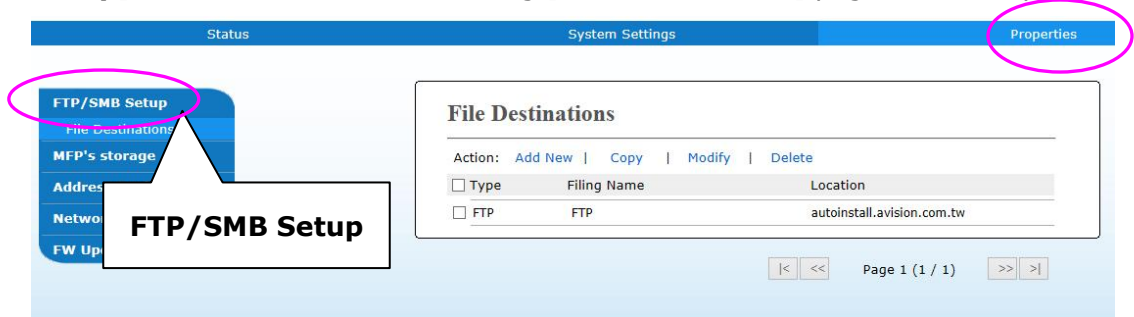 Status System Settings Properties
FTP/SMB Setup
File Destinations
MFP's storage
FTP/SMB Setup
File Destinations
Action: Add New | Copy | Modify | Delete
Type Filing Name Location
FTP FTP autoinstall.avision.com.tw
|< << Page 1 (1 / 1) >> >|